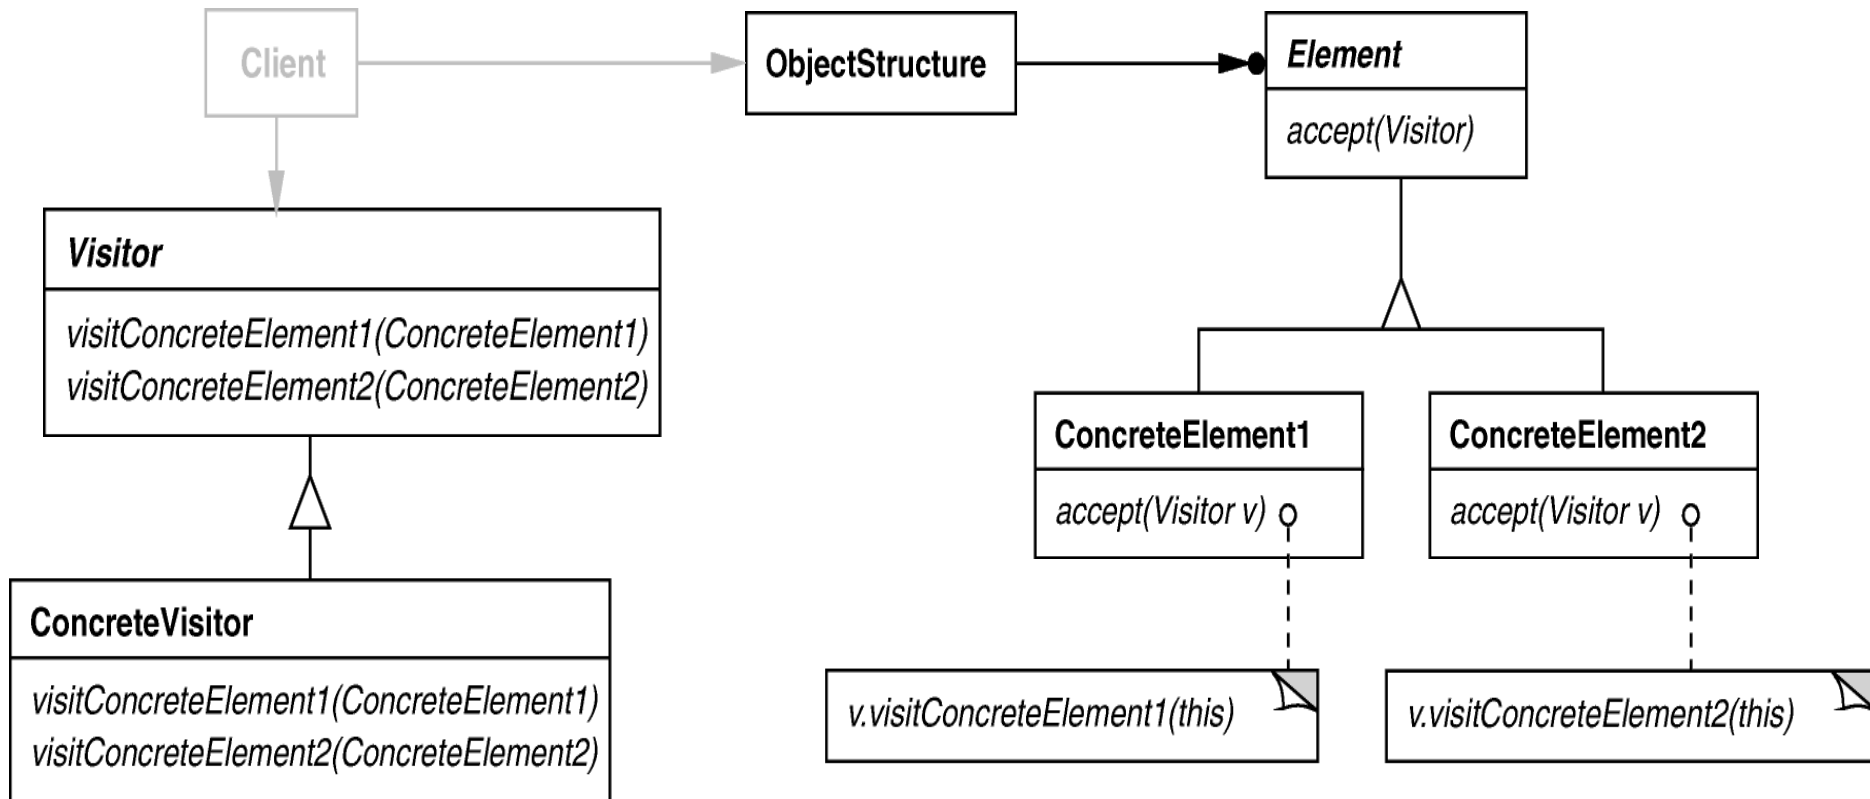 Client
ObjectStructure
Element
accept(Visitor)
Visitor
visitConcreteElement1(ConcreteElement1)
visitConcreteElement2(ConcreteElement2)
ConcreteElement1
accept(Visitor v)
ConcreteElement2
accept(Visitor v)
ConcreteVisitor
visitConcreteElement1(ConcreteElement1)
visitConcreteElement2(ConcreteElement2)
v.visitConcreteElement1(this)
v.visitConcreteElement2(this)